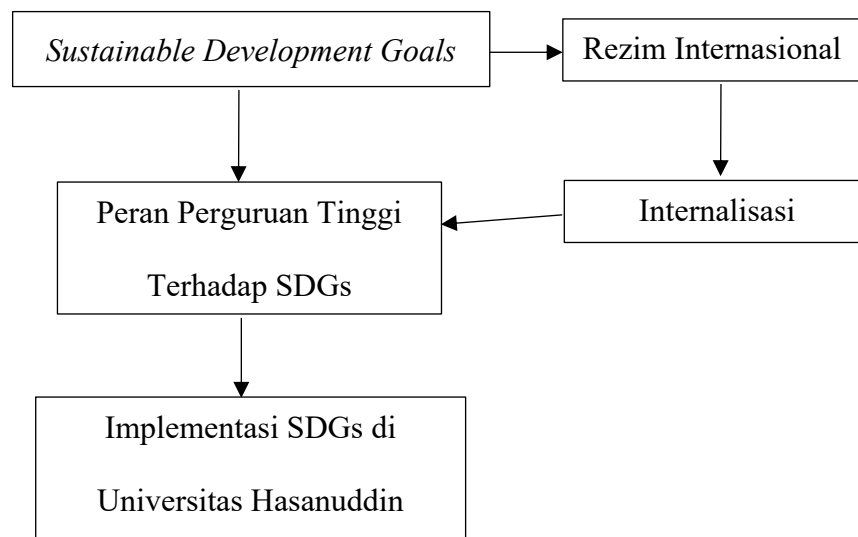 Sustainable Development Goals
Rezim Internasional
Peran Perguruan Tinggi
Terhadap SDGs
Internalisasi
Implementasi SDGs di
Universitas Hasanuddin